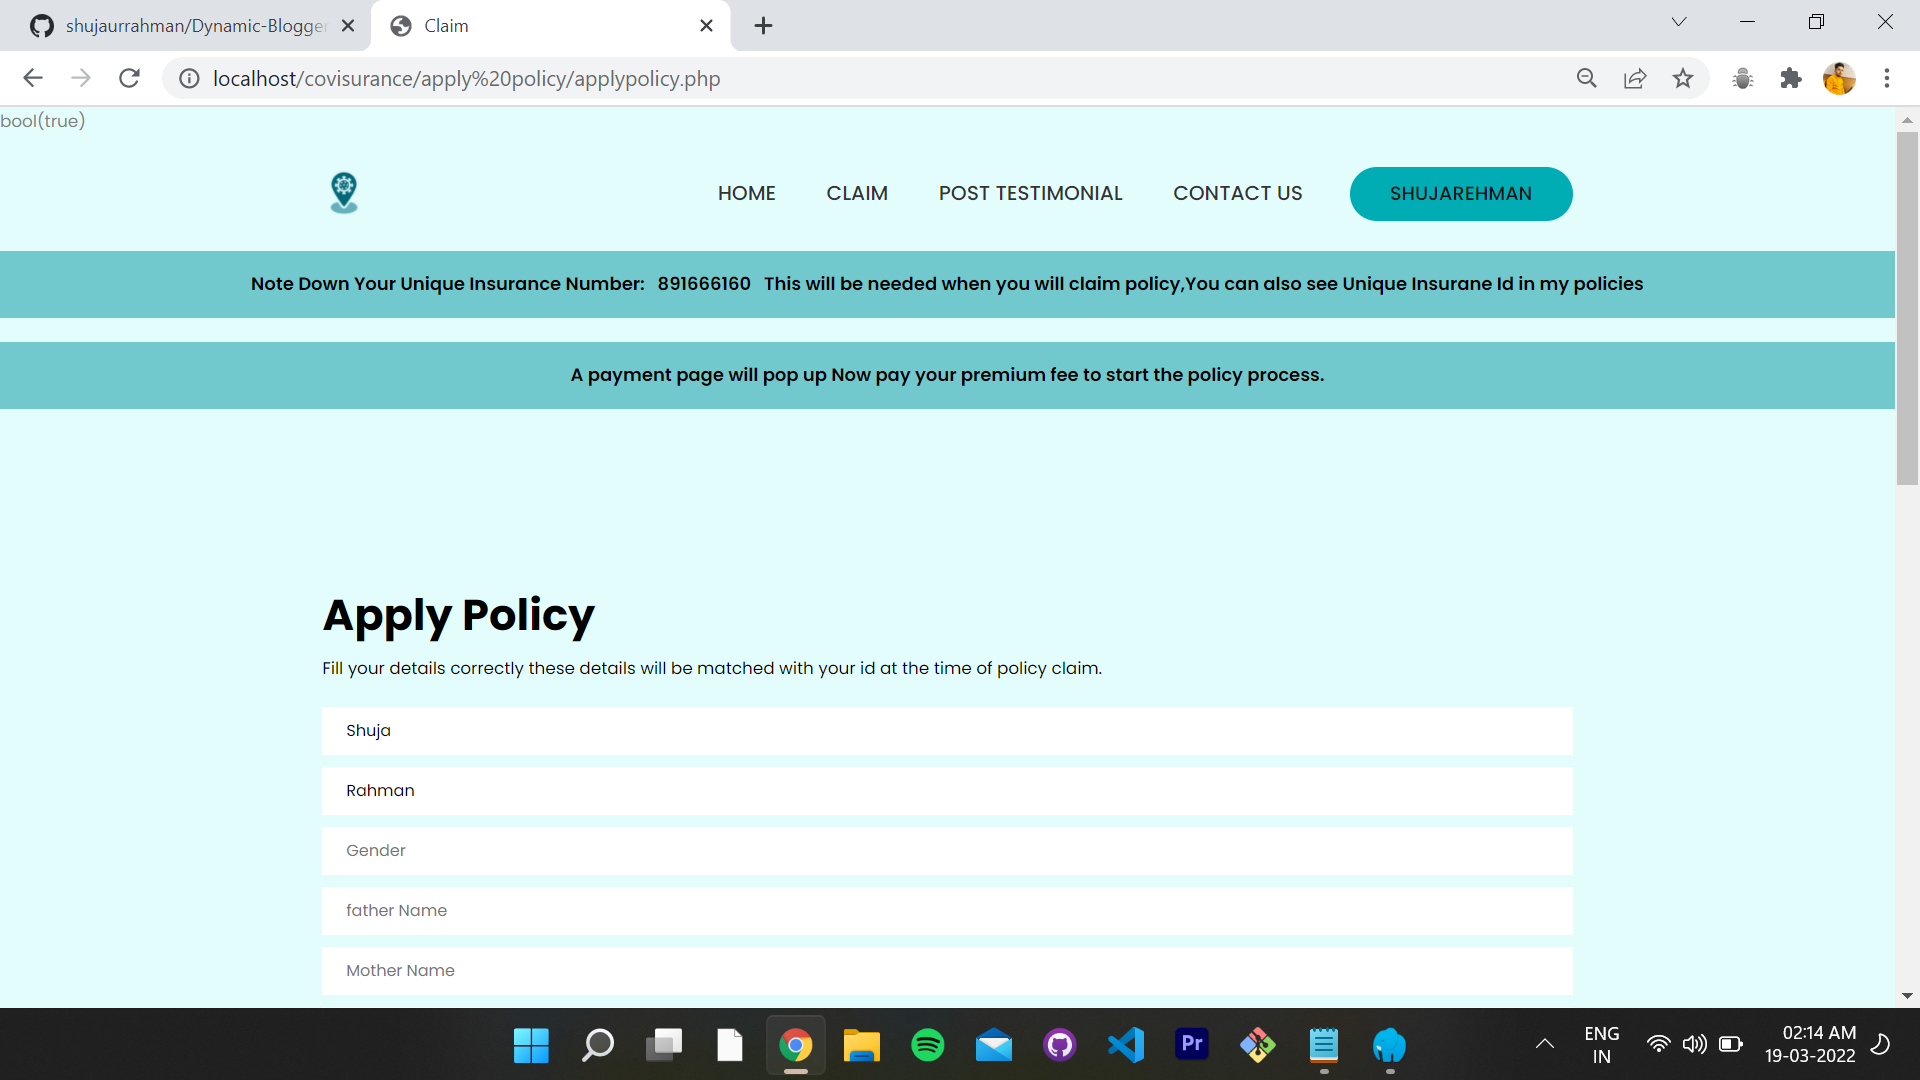 shujaurrahman/Dynamic-Blogger
Claim
localhost/covisurance/apply%20policy/applypolicy.php
bool(true)
HOME CLAIM POST TESTIMONIAL CONTACT US SHUJAREHMAN
Note Down Your Unique Insurance Number: 891666160 This will be needed when you will claim policy,You can also see Unique Insurane Id in my policies
A payment page will pop up Now pay your premium fee to start the policy process.
Apply Policy
Fill your details correctly these details will be matched with your id at the time of policy claim.
Shuja
Rahman
Gender
father Name
Mother Name
Pr
ENG
IN
02:14 AM
19-03-2022